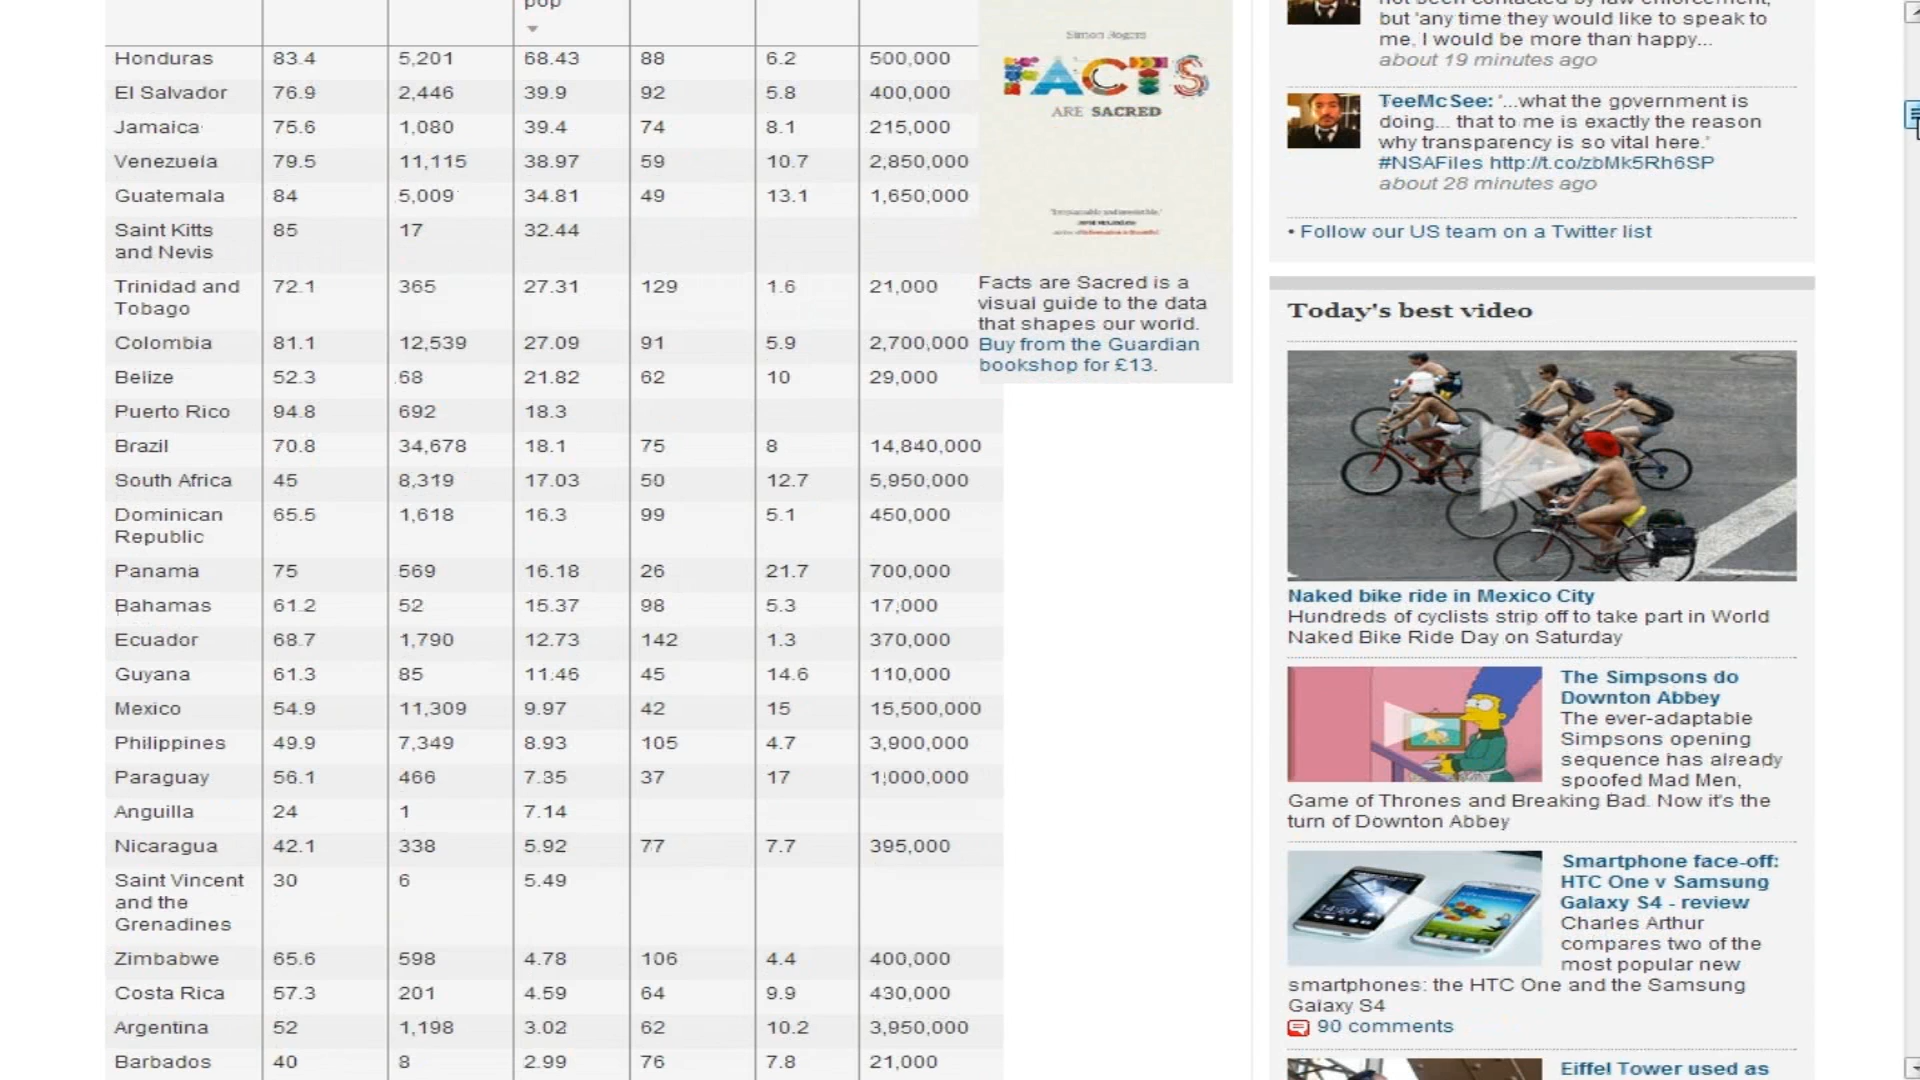 pop
Honduras 83.4 5,201 68.43 88 6.2 500,000
El Salvador 76.9 2,446 39.9 92 5.8 400,000
Jamaica 75.6 1,080 39.4 74 8.1 215,000
Venezuela 79.5 11,115 38.97 59 10.7 2,850,000
Guatemala 84 5,009 34.81 49 13.1 1,650,000
Saint Kitts 85 17 32.44
and Nevis
Trinidad and 72.1 365 27.31 129 1.6 21,000
Tobago
Colombia 81.1 12,539 27.09 91 5.9 2,700,000
Belize 52.3 68 21.82 62 10 29,000
Puerto Rico 94.8 692 18.3
Brazil 70.8 34,678 18.1 75 8 14,840,000
South Africa 45 8,319 17.03 50 12.7 5,950,000
Dominican 65.5 1,618 16.3 99 5.1 450,000
Republic
Panama 75 569 16.18 26 21.7 700,000
Bahamas 61.2 52 15.37 98 5.3 17,000
Ecuador 68.7 1,790 12.73 142 1.3 370,000
Guyana 61.3 85 11.46 45 14.6 110,000
Mexico 54.9 11,309 9.97 42 15 15,500,000
Philippines 49.9 7,349 8.93 105 4.7 3,900,000
Paraguay 56.1 466 7.35 37 17 1,000,000
Anguilla 24 1 7.14
Nicaragua 42.1 338 5.92 77 7.7 395,000
Saint Vincent 30 6 5.49
and the
Grenadines
Zimbabwe 65.6 598 4.78 106 4.4 400,000
Costa Rica 57.3 201 4.59 64 9.9 430,000
Argentina 52 1,198 3.02 62 10.2 3,950,000
Barbados 40 8 2.99 76 7.8 21,000
Simon Rogers
FACTS
ARE SACRED
Facts are Sacred is a
visual guide to the data
that shapes our world.
Buy from the Guardian
bookshop for £13.
not been contacted by law enforcement,
but 'any time they would like to speak to
me, I would be more than happy...
about 19 minutes ago
TeeMcSee: '...what the government is
doing... that to me is exactly the reason
why transparency is so vital here.'
#NSAFiles http://t.co/zbMk5Rh6SP
about 28 minutes ago
• Follow our US team on a Twitter list
Today's best video
Naked bike ride in Mexico City
Hundreds of cyclists strip off to take part in World
Naked Bike Ride Day on Saturday
The Simpsons do
Downton Abbey
The ever-adaptable
Simpsons opening
sequence has already
spoofed Mad Men,
Game of Thrones and Breaking Bad. Now it's the
turn of Downton Abbey
Smartphone face-off:
HTC One v Samsung
Galaxy S4 - review
Charles Arthur
compares two of the
most popular new
smartphones: the HTC One and the Samsung
Galaxy S4
90 comments
Eiffel Tower used as